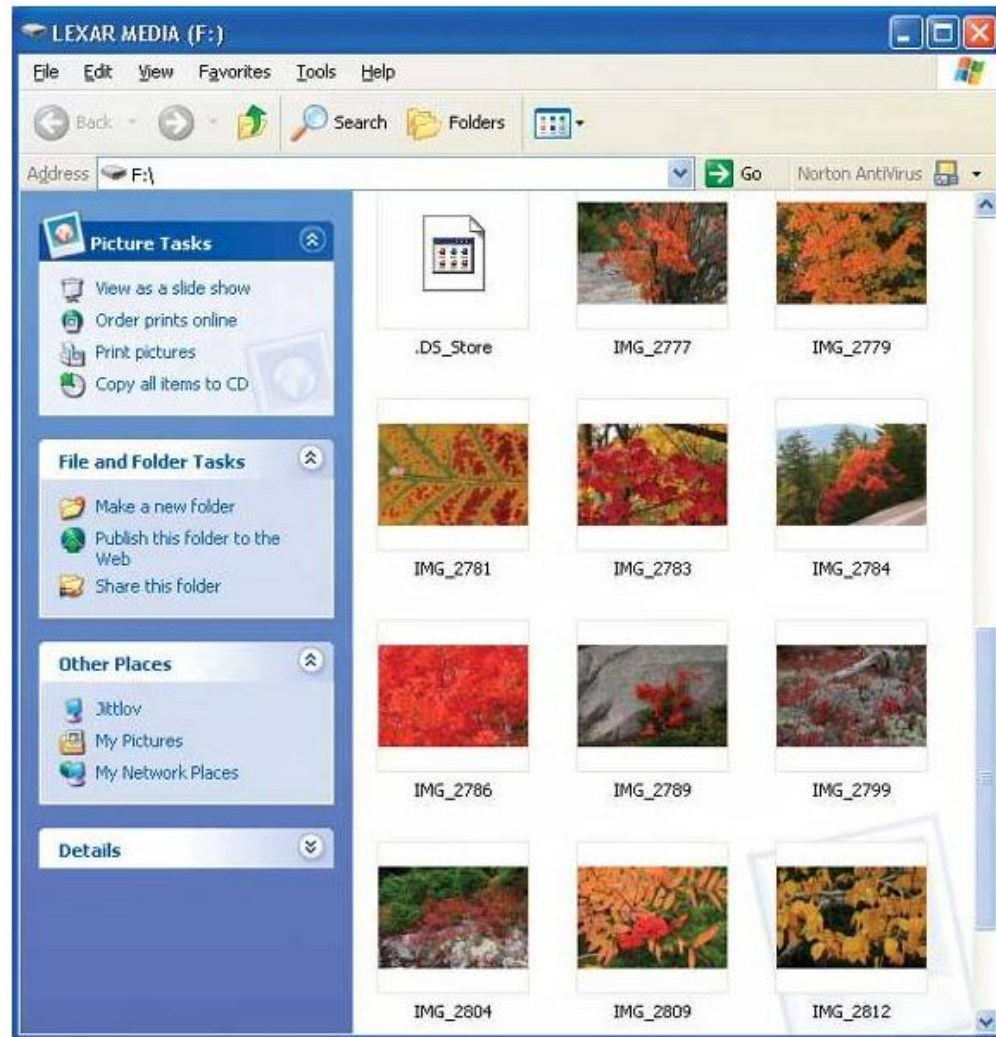 LEXAR MEDIA (F:)
File Edit View Favorites Tools Help
Back Search Folders
Address F:\ Go Norton AntiVirus
Picture Tasks
View as a slide show
Order prints online
Print pictures
Copy all items to CD
File and Folder Tasks
Make a new folder
Publish this folder to the
Web
Share this folder
Other Places
Jittlov
My Pictures
My Network Places
Details
.DS_Store IMG_2777 IMG_2779
IMG_2781 IMG_2783 IMG_2784
IMG_2786 IMG_2789 IMG_2799
IMG_2804 IMG_2809 IMG_2812